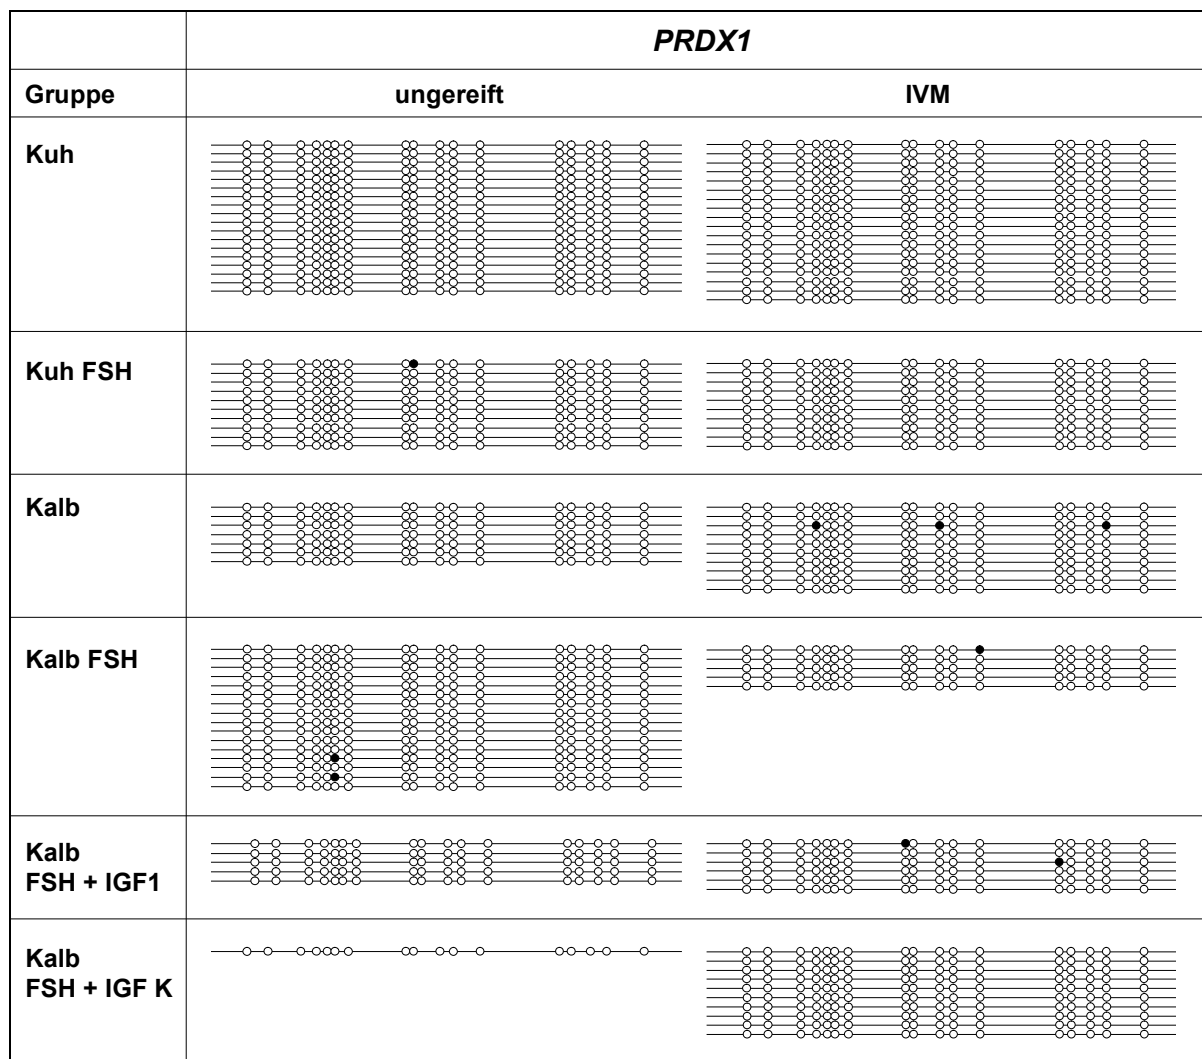 PRDX1
Gruppe
ungereift
IVM
Kuh
Kuh FSH
Kalb
Kalb FSH
Kalb
FSH + IGF1
Kalb
FSH + IGF K